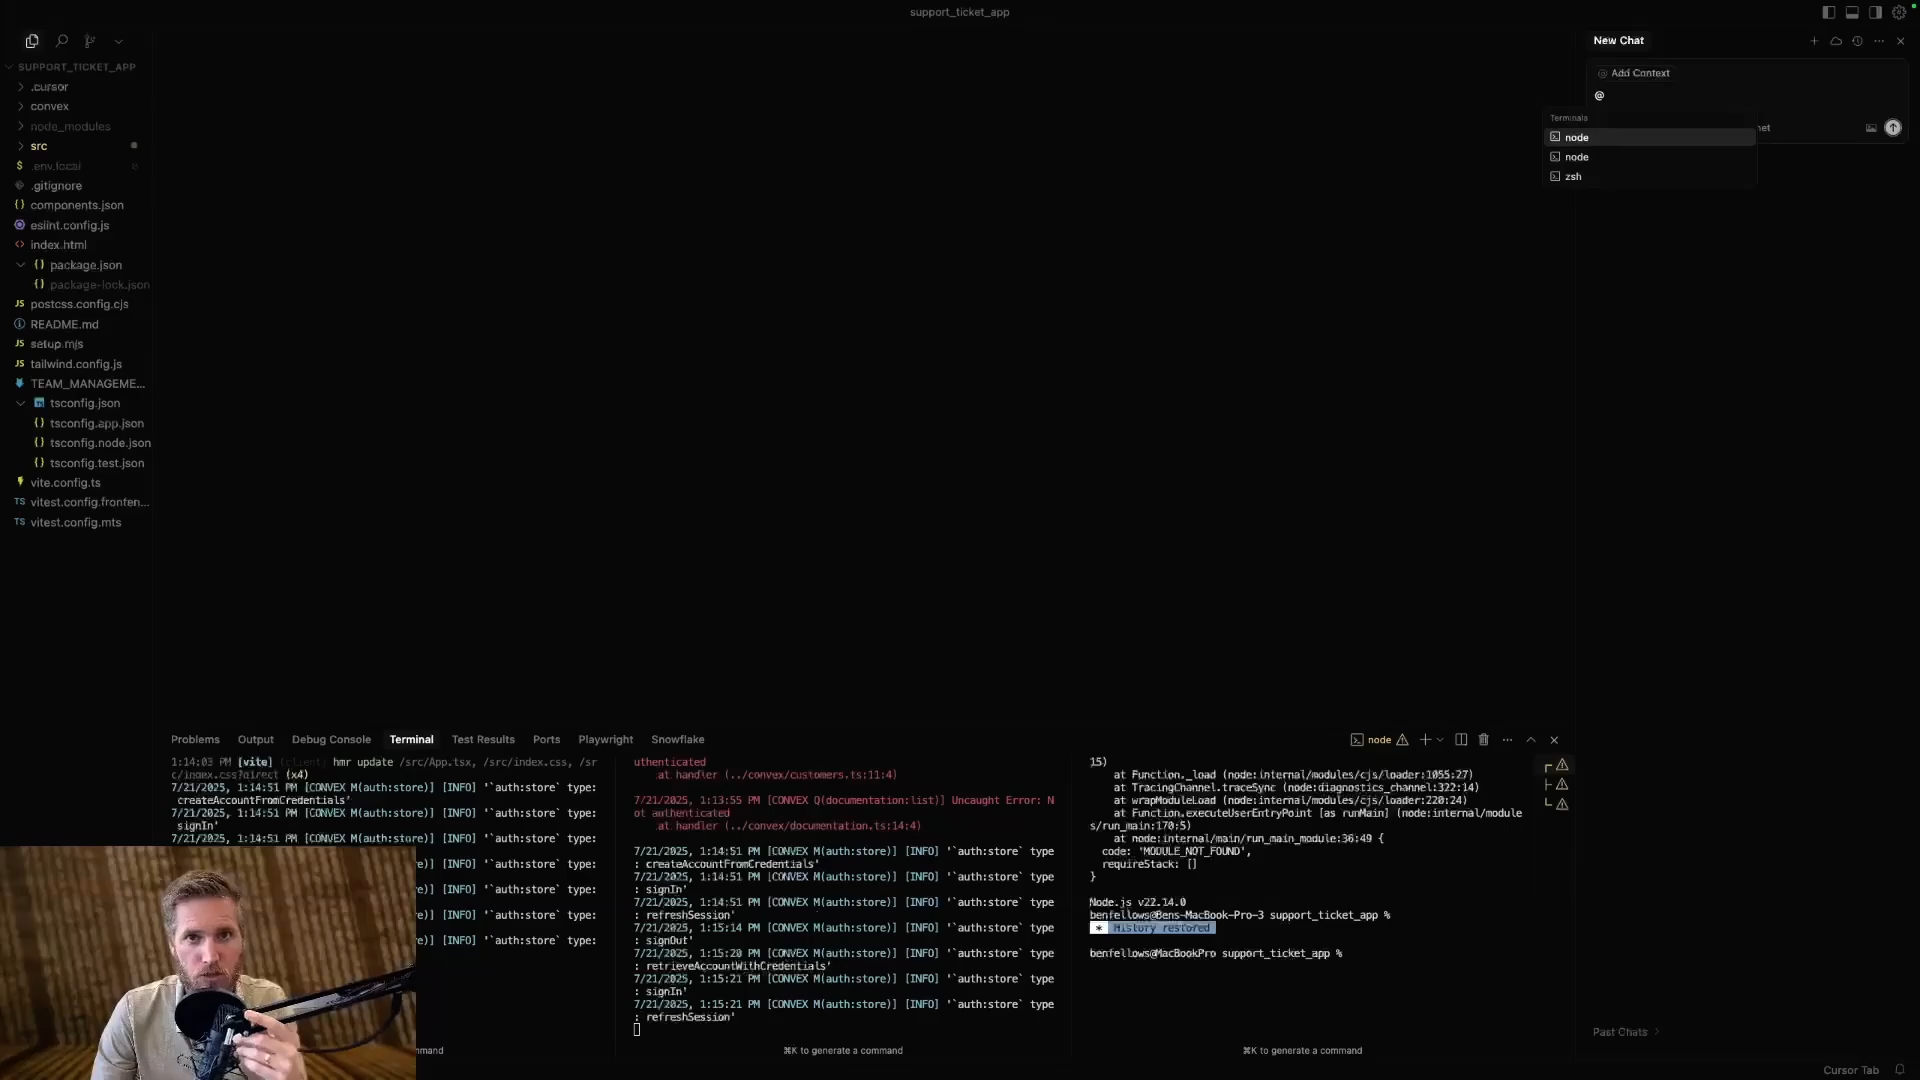 support_ticket_app
New Chat
SUPPORT_TICKET_APP
Add Context
.cursor
@
convex
Terminals
node_modules
net
node
src
node
.env.local
zsh
.gitignore
components.json
eslint.config.js
index.html
package.json
package-lock.json
postcss.config.cjs
README.md
setup.mjs
tailwind.config.js
TEAM_MANAGEME...
tsconfig.json
tsconfig.app.json
tsconfig.node.json
tsconfig.test.json
vite.config.ts
vitest.config.fronten...
vitest.config.mts
Problems Output Debug Console Terminal Test Results Ports Playwright Snowflake
node
1:14:03 PM [vite] (client) hmr update /src/App.tsx, /src/index.css, /sr
c/index.css?direct (x4)
7/21/2025, 1:14:51 PM [CONVEX M(auth:store)] [INFO] '`auth:store` type:
createAccountFromCredentials'
7/21/2025, 1:14:51 PM [CONVEX M(auth:store)] [INFO] '`auth:store` type:
signIn'
7/21/2025, 1:14:51 PM [CONVEX M(auth:store)] [INFO] '`auth:store` type:
e)] [INFO] '`auth:store` type:
e)] [INFO] '`auth:store` type:
e)] [INFO] '`auth:store` type:
e)] [INFO] '`auth:store` type:
mmand
uthenticated
at handler (../convex/customers.ts:11:4)
7/21/2025, 1:13:55 PM [CONVEX Q(documentation:list)] Uncaught Error: N
ot authenticated
at handler (../convex/documentation.ts:14:4)
7/21/2025, 1:14:51 PM [CONVEX M(auth:store)] [INFO] '`auth:store` type
: createAccountFromCredentials'
7/21/2025, 1:14:51 PM [CONVEX M(auth:store)] [INFO] '`auth:store` type
: signIn'
7/21/2025, 1:14:51 PM [CONVEX M(auth:store)] [INFO] '`auth:store` type
: refreshSession'
7/21/2025, 1:15:14 PM [CONVEX M(auth:store)] [INFO] '`auth:store` type
: signOut'
7/21/2025, 1:15:20 PM [CONVEX M(auth:store)] [INFO] '`auth:store` type
: retrieveAccountWithCredentials'
7/21/2025, 1:15:21 PM [CONVEX M(auth:store)] [INFO] '`auth:store` type
: signIn'
7/21/2025, 1:15:21 PM [CONVEX M(auth:store)] [INFO] '`auth:store` type
: refreshSession'
⌘K to generate a command
15)
at Function._load (node:internal/modules/cjs/loader:1055:27)
at TracingChannel.traceSync (node:diagnostics_channel:322:14)
at wrapModuleLoad (node:internal/modules/cjs/loader:220:24)
at Function.executeUserEntryPoint [as runMain] (node:internal/module
s/run_main:170:5)
at node:internal/main/run_main_module:36:49 {
code: 'MODULE_NOT_FOUND',
requireStack: []
}
Node.js v22.14.0
benfellows@Bens-MacBook-Pro-3 support_ticket_app %
* History restored
benfellows@MacBookPro support_ticket_app %
⌘K to generate a command
Past Chats
Cursor Tab